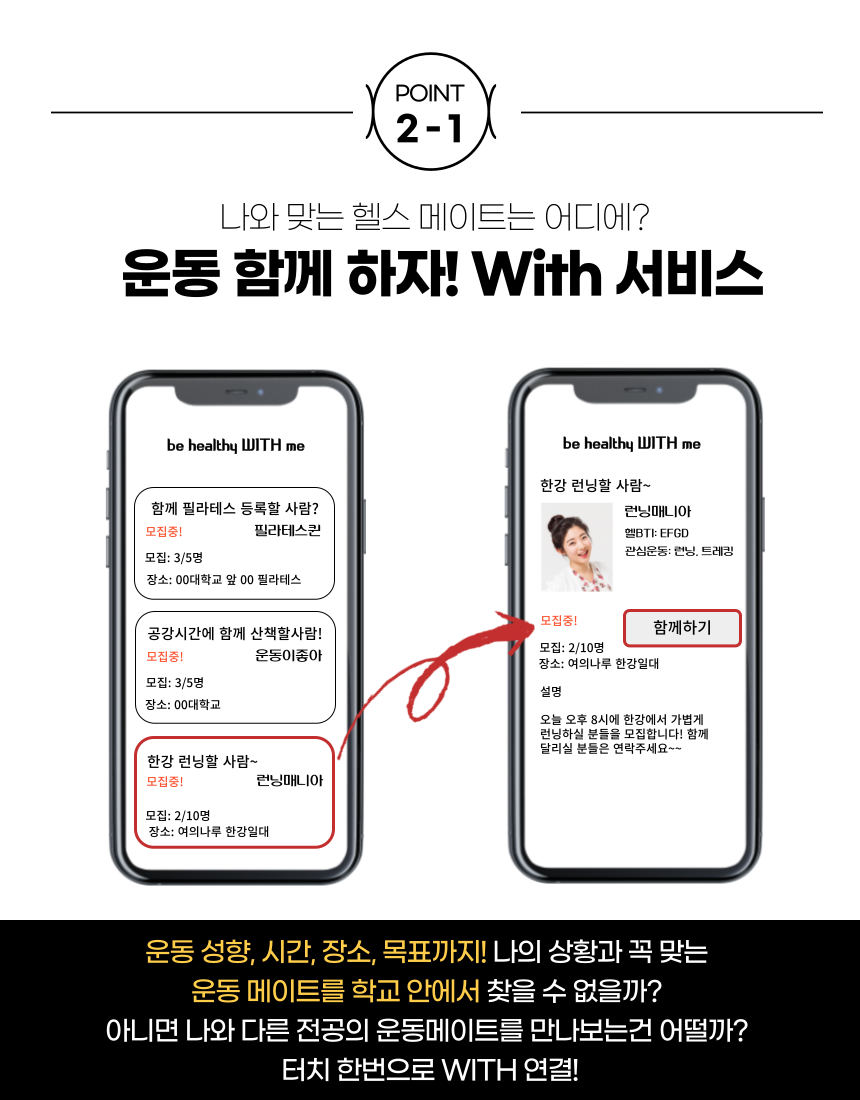 POINT
2-1
나와 맞는 헬스 메이트는 어디에?
운동 함께 하자! With 서비스
be healthy WITH me
함께 필라테스 등록할 사람?
모집중! 필라테스퀸
모집: 3/5명
장소: 00대학교 앞 00 필라테스
공강시간에 함께 산책할사람!
모집중! 운동이좋아
모집: 3/5명
장소: 00대학교
한강 런닝할 사람~
모집중! 런닝매니아
모집: 2/10명
장소: 여의나루 한강일대
be healthy WITH me
한강 런닝할 사람~
런닝매니아
헬BTI: EFGD
관심운동: 런닝, 트레킹
모집중! 함께하기
모집: 2/10명
장소: 여의나루 한강일대
설명
오늘 오후 8시에 한강에서 가볍게
런닝하실 분들을 모집합니다! 함께
달리실 분들은 연락주세요~~
운동 성향, 시간, 장소, 목표까지! 나의 상황과 꼭 맞는
운동 메이트를 학교 안에서 찾을 수 없을까?
아니면 나와 다른 전공의 운동메이트를 만나보는건 어떨까?
터치 한번으로 WITH 연결!